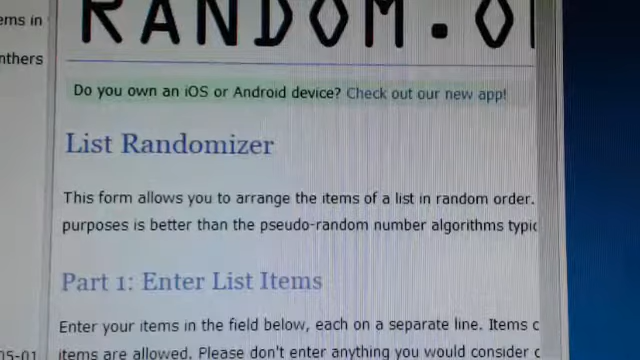 ems in
RANDOM.O
nthers
Do you own an iOS or Android device? Check out our new app!
List Randomizer
This form allows you to arrange the items of a list in random order.
purposes is better than the pseudo-random number algorithms typic
Part 1: Enter List Items
Enter your items in the field below, each on a separate line. Items c
05-01
items are allowed. Please don't enter anything you would consider c